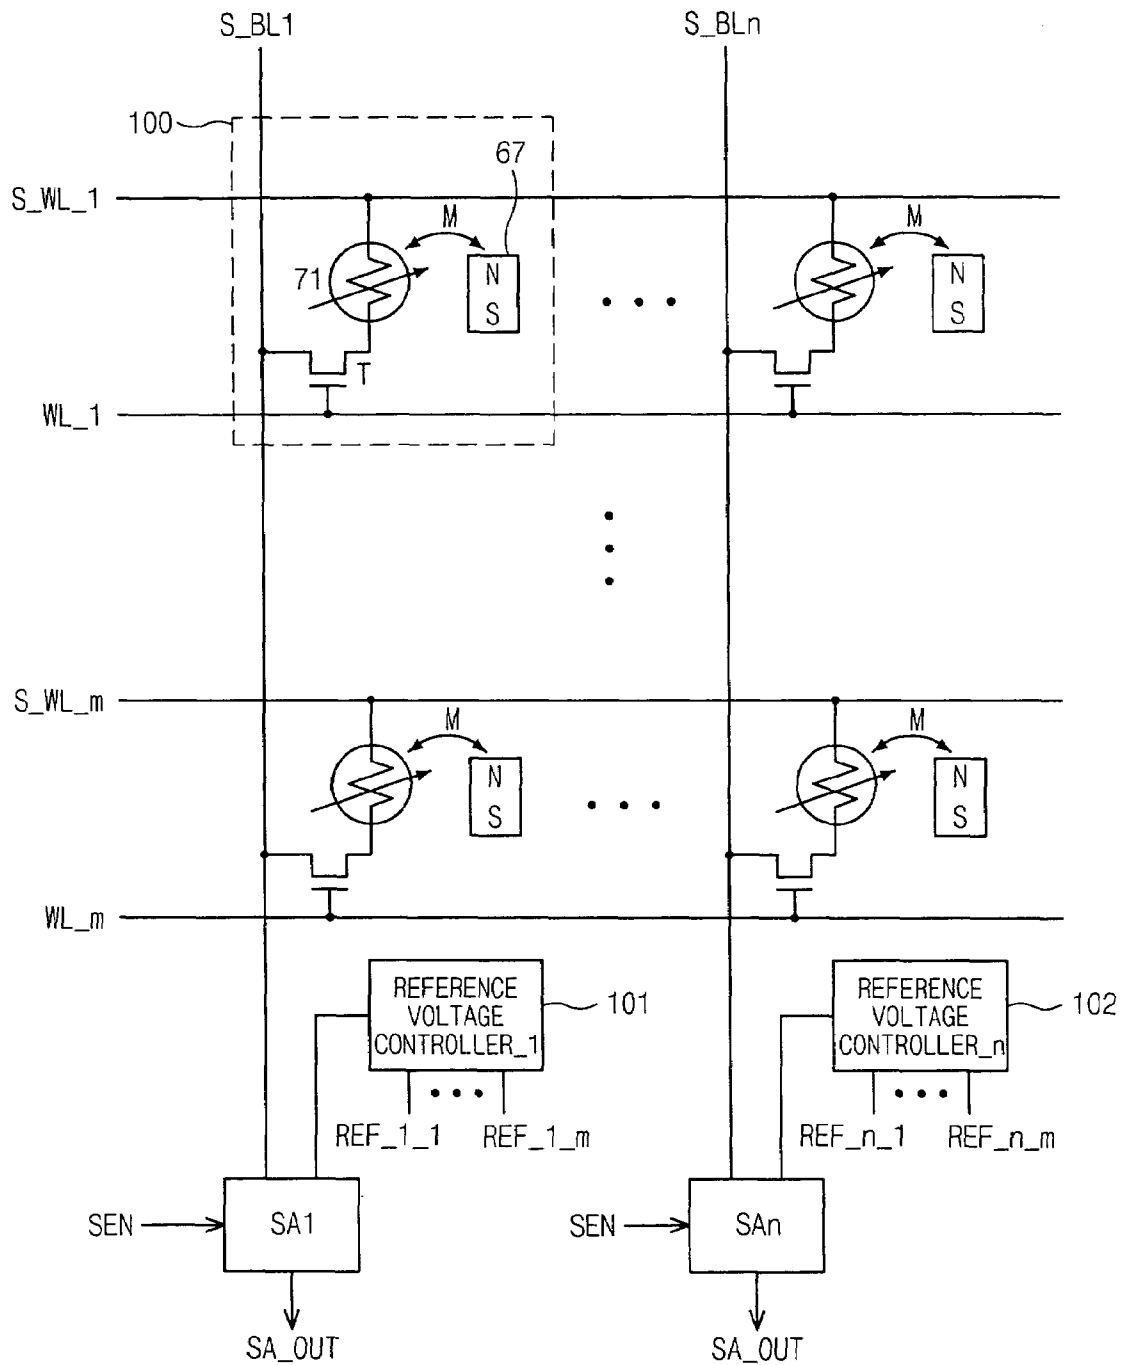 S_BL1 S_BLn
100
67
S_WL_1
M M
71
N N
S S
T
WL_1
S_WL_m
M M
N N
S S
WL_m
REFERENCE
VOLTAGE
CONTROLLER_1
101
REFERENCE
VOLTAGE
CONTROLLER_n
102
REF_1_1 REF_1_m REF_n_1 REF_n_m
SEN SA1 SEN SAn
SA_OUT SA_OUT